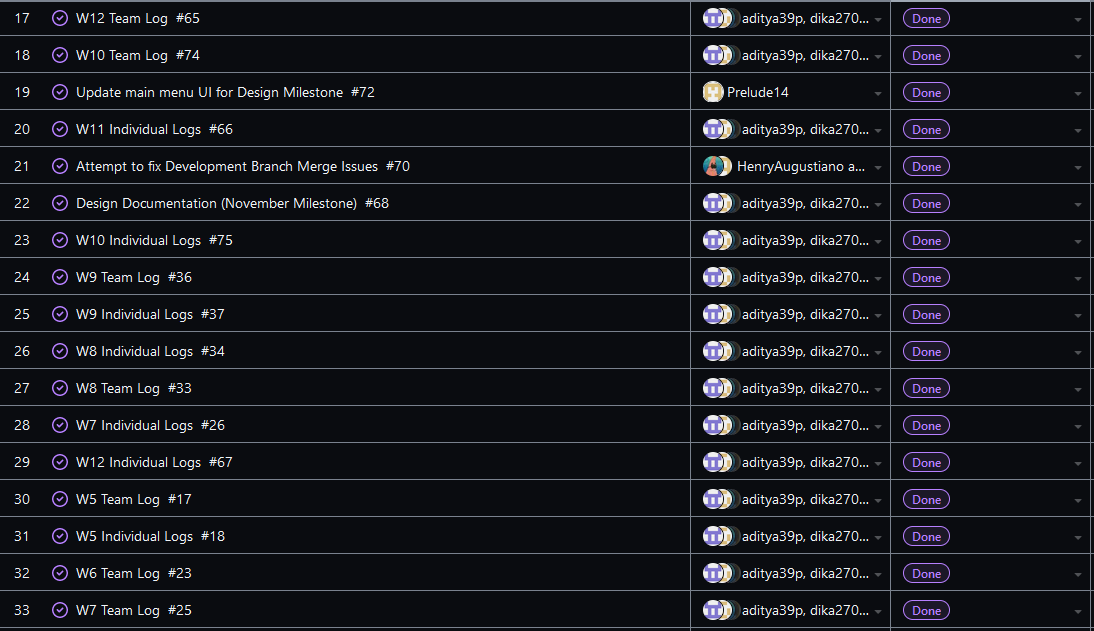 17 W12 Team Log #65 aditya39p, dika270... Done
18 W10 Team Log #74 aditya39p, dika270... Done
19 Update main menu UI for Design Milestone #72 Prelude14 Done
20 W11 Individual Logs #66 aditya39p, dika270... Done
21 Attempt to fix Development Branch Merge Issues #70 HenryAugustiano a... Done
22 Design Documentation (November Milestone) #68 aditya39p, dika270... Done
23 W10 Individual Logs #75 aditya39p, dika270... Done
24 W9 Team Log #36 aditya39p, dika270... Done
25 W9 Individual Logs #37 aditya39p, dika270... Done
26 W8 Individual Logs #34 aditya39p, dika270... Done
27 W8 Team Log #33 aditya39p, dika270... Done
28 W7 Individual Logs #26 aditya39p, dika270... Done
29 W12 Individual Logs #67 aditya39p, dika270... Done
30 W5 Team Log #17 aditya39p, dika270... Done
31 W5 Individual Logs #18 aditya39p, dika270... Done
32 W6 Team Log #23 aditya39p, dika270... Done
33 W7 Team Log #25 aditya39p, dika270... Done